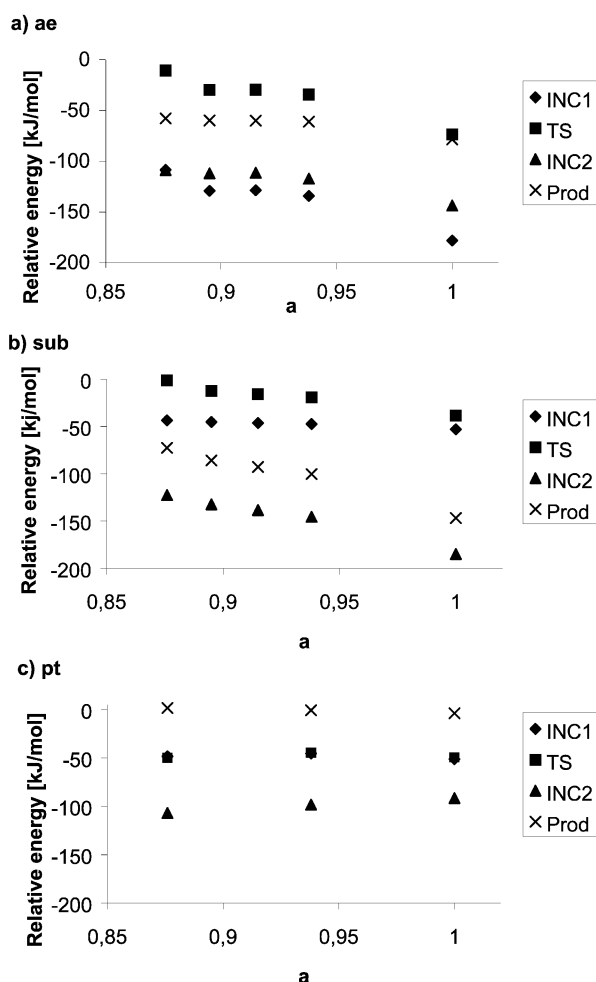 a) ae
Relative energy [kJ/mol]
0
-50
-100
-150
-200
0,85
0,9
0,95
1
a
INC1
TS
INC2
Prod
b) sub
Relative energy [kj/mol]
0
-50
-100
-150
-200
0,85
0,9
0,95
1
a
INC1
TS
INC2
Prod
c) pt
Relative energy [kJ/mol]
0
-50
-100
-150
-200
0,85
0,9
0,95
1
a
INC1
TS
INC2
Prod